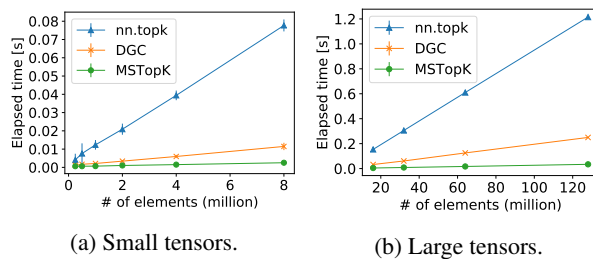 0.08
0.07
0.06
0.05
0.04
0.03
0.02
0.01
0.00
Elapsed time [s]
nn.topk
DGC
MSTopK
0 2 4 6 8
# of elements (million)
(a) Small tensors.
1.2
1.0
0.8
0.6
0.4
0.2
0.0
Elapsed time [s]
nn.topk
DGC
MSTopK
20 40 60 80 100 120
# of elements (million)
(b) Large tensors.